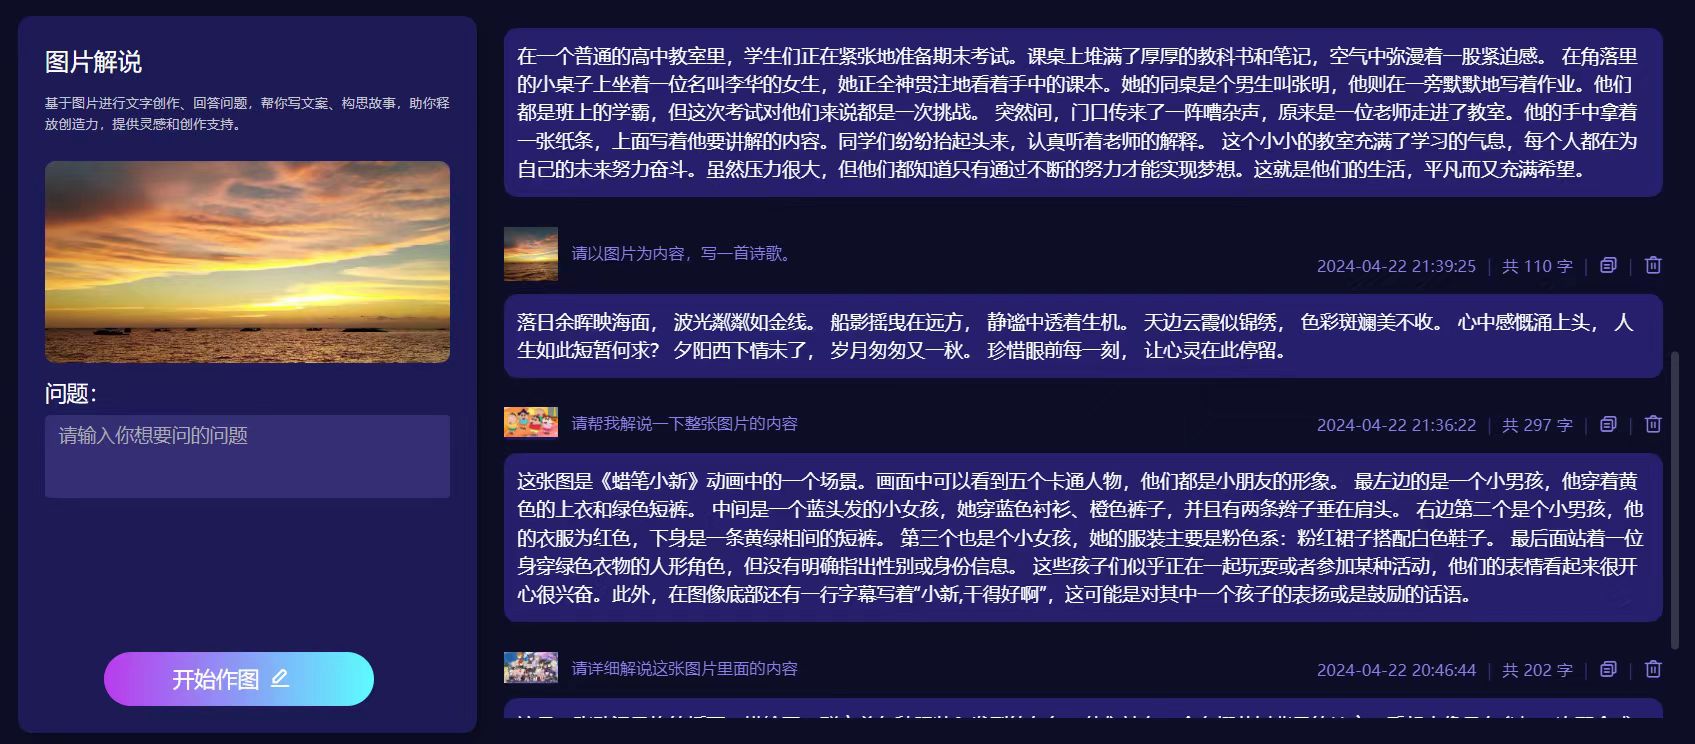 图片解说
基于图片进行文字创作、回答问题，帮你写文案、构思故事，助你释
放创造力，提供灵感和创作支持。
问题：
请输入你想要问的问题
开始作图
在一个普通的高中教室里，学生们正在紧张地准备期末考试。课桌上堆满了厚厚的教科书和笔记，空气中弥漫着一股紧迫感。 在角落里
的小桌子上坐着一位名叫李华的女生，她正全神贯注地看着手中的课本。她的同桌是个男生叫张明，他则在一旁默默地写着作业。他们
都是班上的学霸，但这次考试对他们来说都是一次挑战。 突然间，门口传来了一阵嘈杂声，原来是一位老师走进了教室。他的手中拿着
一张纸条，上面写着他要讲解的内容。同学们纷纷抬起头来，认真听着老师的解释。 这个小小的教室充满了学习的气息，每个人都在为
自己的未来努力奋斗。虽然压力很大，但他们都知道只有通过不断的努力才能实现梦想。这就是他们的生活，平凡而又充满希望。
请以图片为内容，写一首诗歌。
2024-04-22 21:39:25 | 共 110 字
落日余晖映海面， 波光粼粼如金线。 船影摇曳在远方， 静谧中透着生机。 天边云霞似锦绣， 色彩斑斓美不收。 心中感慨涌上头， 人
生如此短暂何求？ 夕阳西下情未了， 岁月匆匆又一秋。 珍惜眼前每一刻， 让心灵在此停留。
请帮我解说一下整张图片的内容
2024-04-22 21:36:22 | 共 297 字
这张图是《蜡笔小新》动画中的一个场景。画面中可以看到五个卡通人物，他们都是小朋友的形象。 最左边的是一个小男孩，他穿着黄
色的上衣和绿色短裤。 中间是一个蓝头发的小女孩，她穿蓝色衬衫、橙色裤子，并且有两条辫子垂在肩头。 右边第二个是个小男孩，他
的衣服为红色，下身是一条黄绿相间的短裤。 第三个也是个小女孩，她的服装主要是粉色系：粉红裙子搭配白色鞋子。 最后面站着一位
身穿绿色衣物的人形角色，但没有明确指出性别或身份信息。 这些孩子们似乎正在一起玩耍或者参加某种活动，他们的表情看起来很开
心很兴奋。此外，在图像底部还有一行字幕写着“小新,干得好啊”，这可能是对其中一个孩子的表扬或是鼓励的话语。
请详细解说这张图片里面的内容
2024-04-22 20:46:44 | 共 202 字